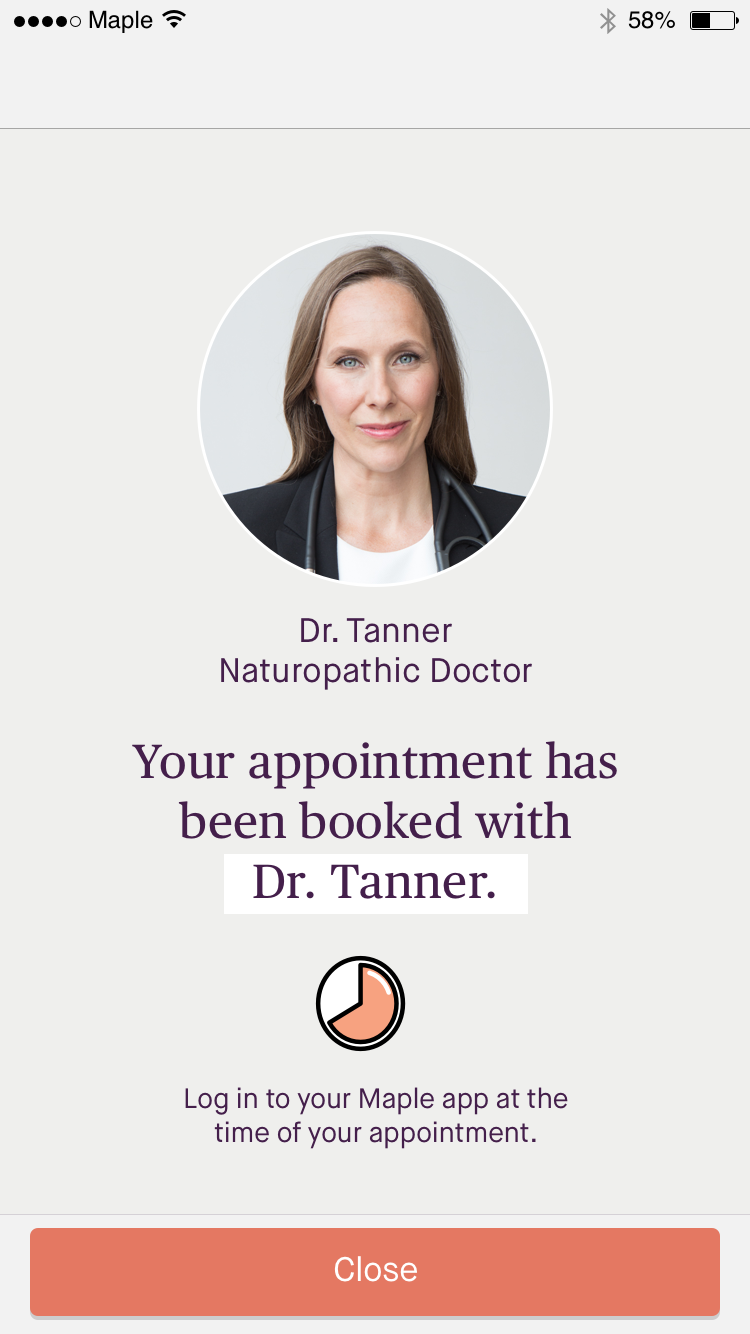 Maple 58%
Dr. Tanner
Naturopathic Doctor
Your appointment has
been booked with
Dr. Tanner.
Log in to your Maple app at the
time of your appointment.
Close